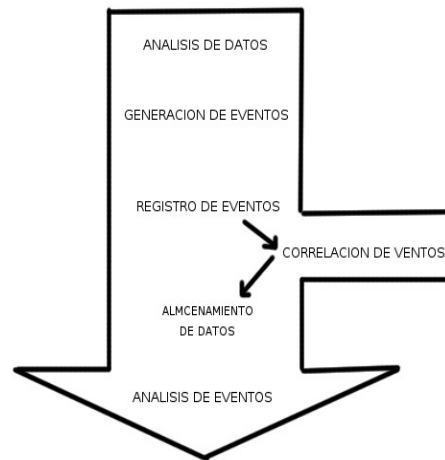 ANALISIS DE DATOS
GENERACION DE EVENTOS
REGISTRO DE EVENTOS
CORRELACION DE VENTOS
ALMCENAMIENTO
DE DATOS
ANALISIS DE EVENTOS